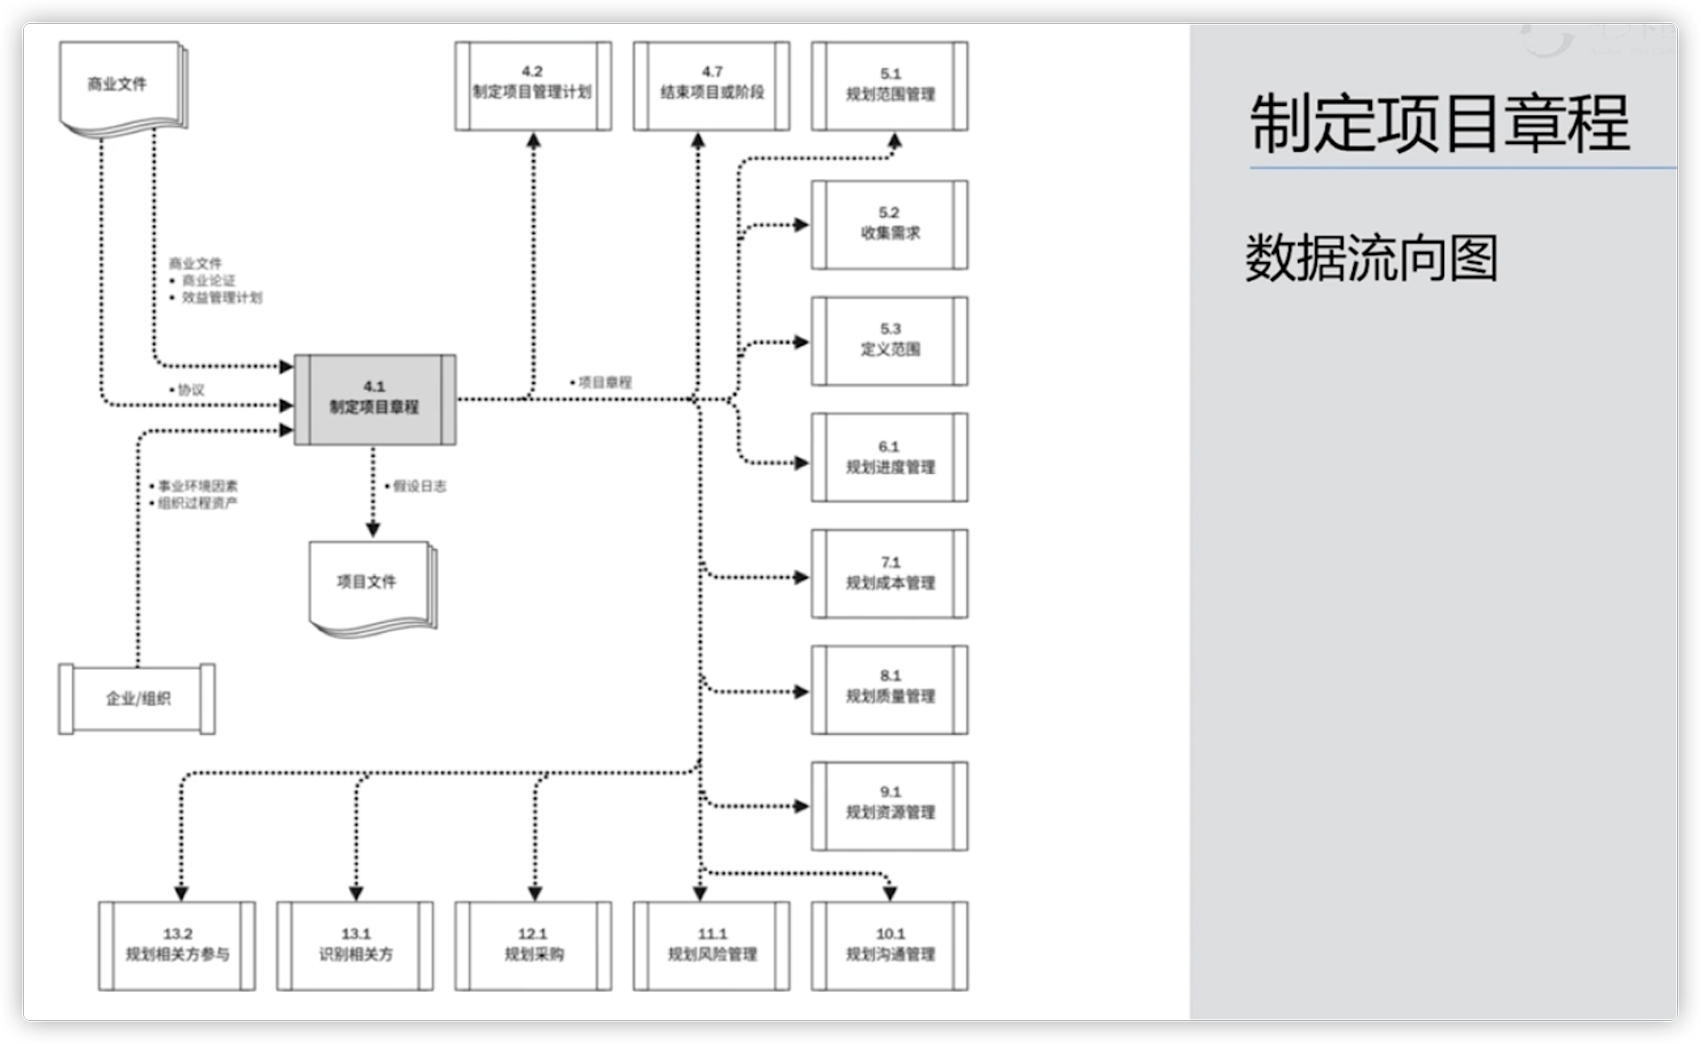 商业文件
4.2
制定项目管理计划
4.7
结束项目或阶段
5.1
规划范围管理
制定项目章程
数据流向图
5.2
收集需求
商业文件
• 商业论证
• 效益管理计划
5.3
定义范围
• 协议
4.1
制定项目章程
• 项目章程
6.1
规划进度管理
• 事业环境因素
• 组织过程资产
• 假设日志
项目文件
7.1
规划成本管理
企业/组织
8.1
规划质量管理
9.1
规划资源管理
13.2
规划相关方参与
13.1
识别相关方
12.1
规划采购
11.1
规划风险管理
10.1
规划沟通管理